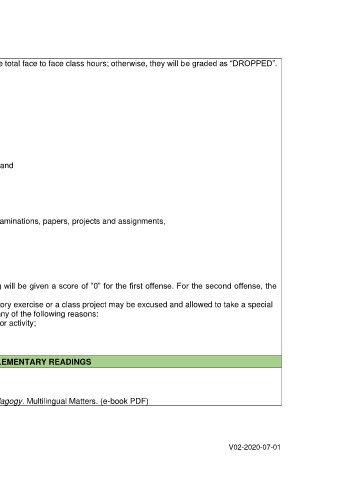 total face to face class hours; otherwise, they will be graded as “DROPPED”.
and
aminations, papers, projects and assignments,
will be given a score of "0" for the first offense. For the second offense, the
ory exercise or a class project may be excused and allowed to take a special
any of the following reasons:
or activity;
LEMENTARY READINGS
agogy. Multilingual Matters. (e-book PDF)
V02-2020-07-01